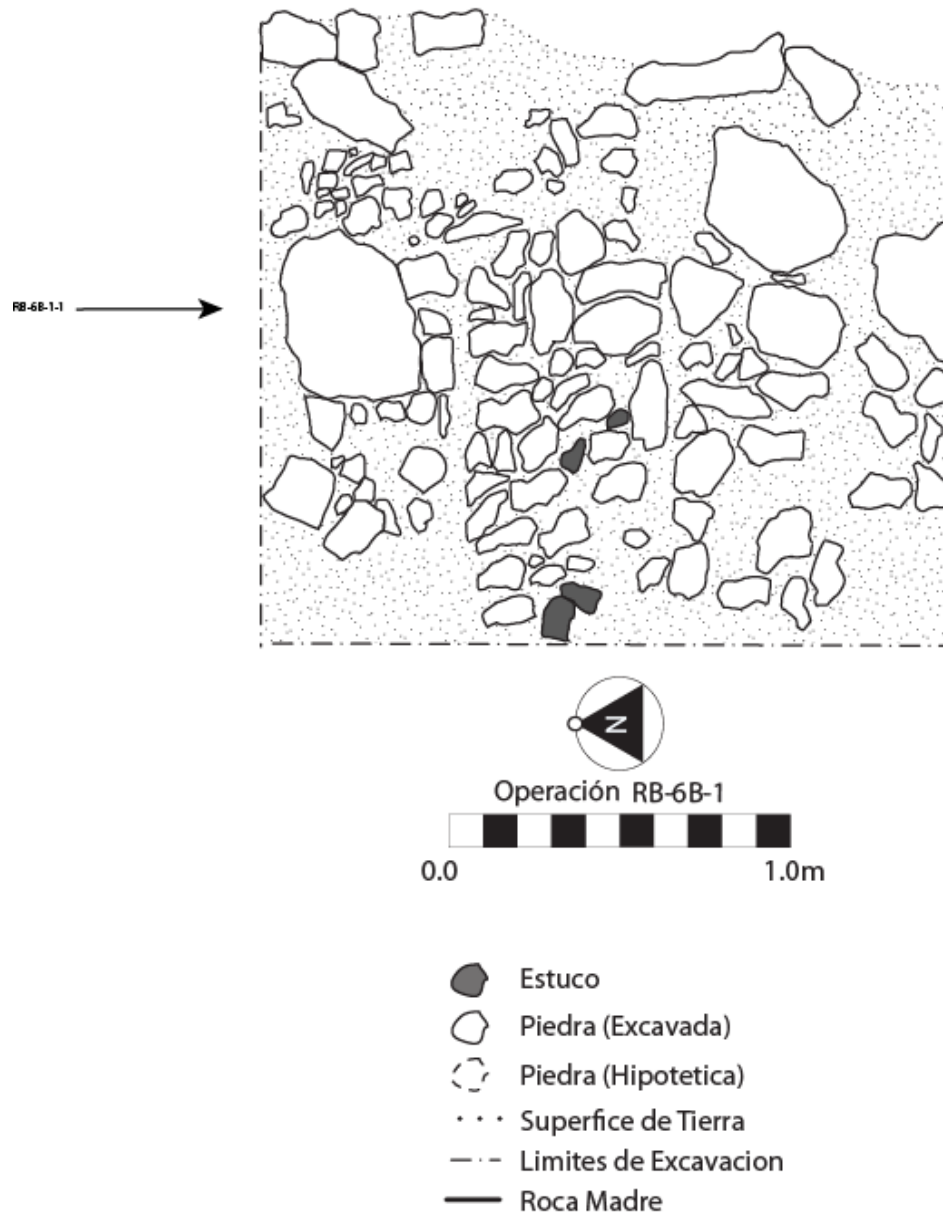 RB-6B-1-1
N
Operación RB-6B-1
0.0 1.0m
Estuco
Piedra (Excavada)
Piedra (Hipotetica)
Superfice de Tierra
Limites de Excavacion
Roca Madre